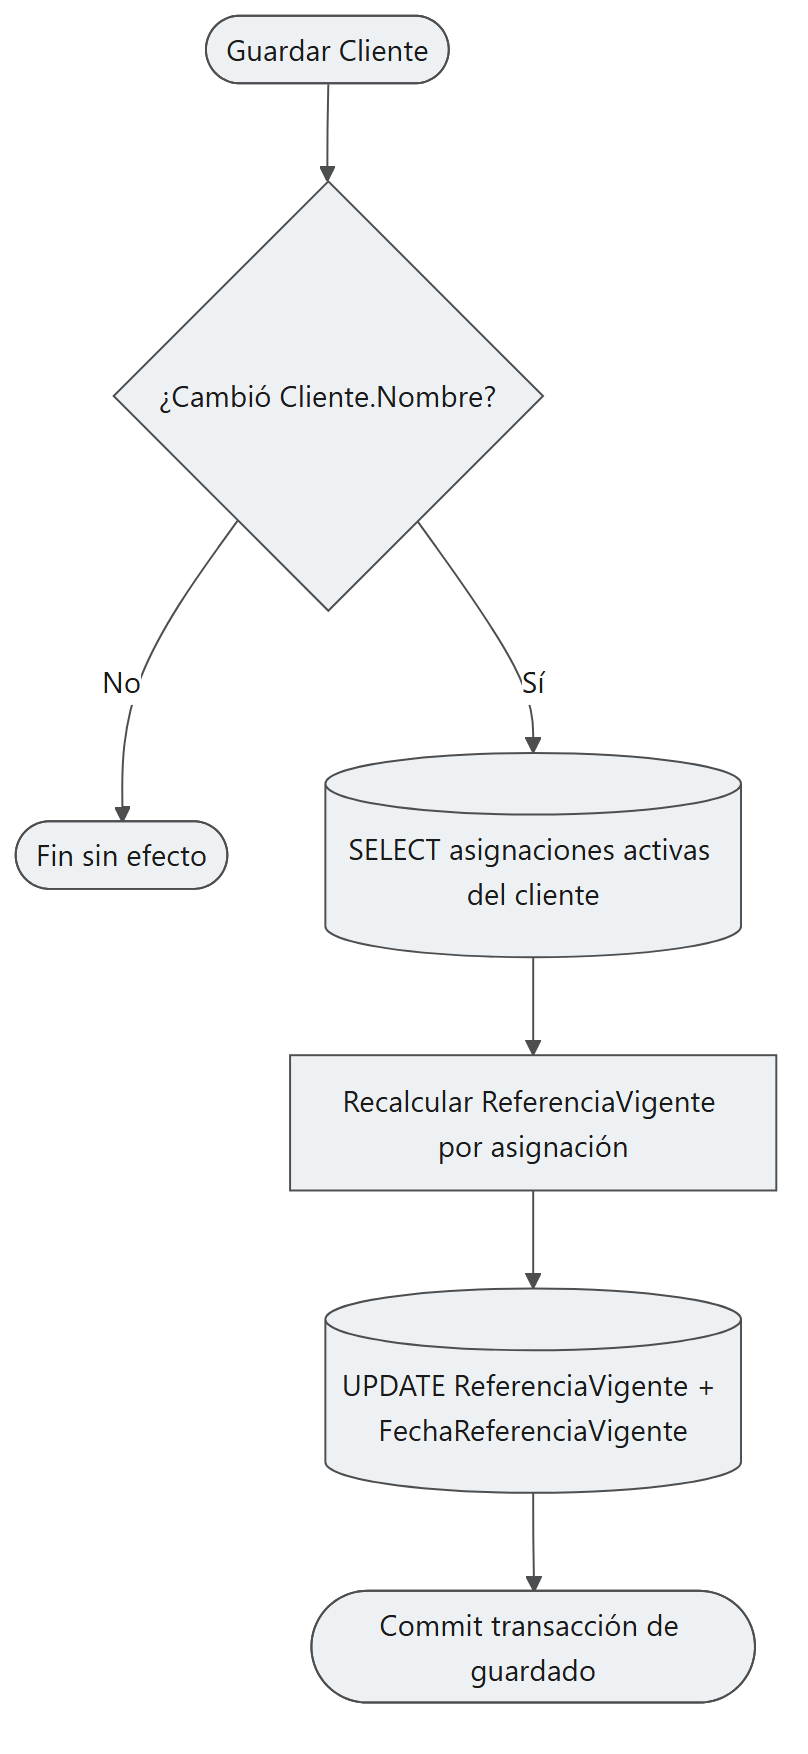 Guardar Cliente
¿Cambió Cliente.Nombre?
No
Sí
Fin sin efecto
SELECT asignaciones activas
del cliente
Recalcular ReferenciaVigente
por asignación
UPDATE ReferenciaVigente +
FechaReferenciaVigente
Commit transacción de
guardado